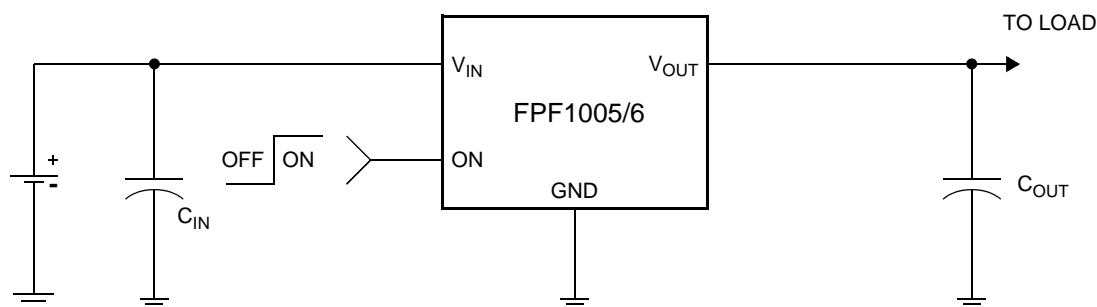 TO LOAD
V_IN
V_OUT
FPF1005/6
OFF
ON
ON
GND
+
-
C_IN
C_OUT